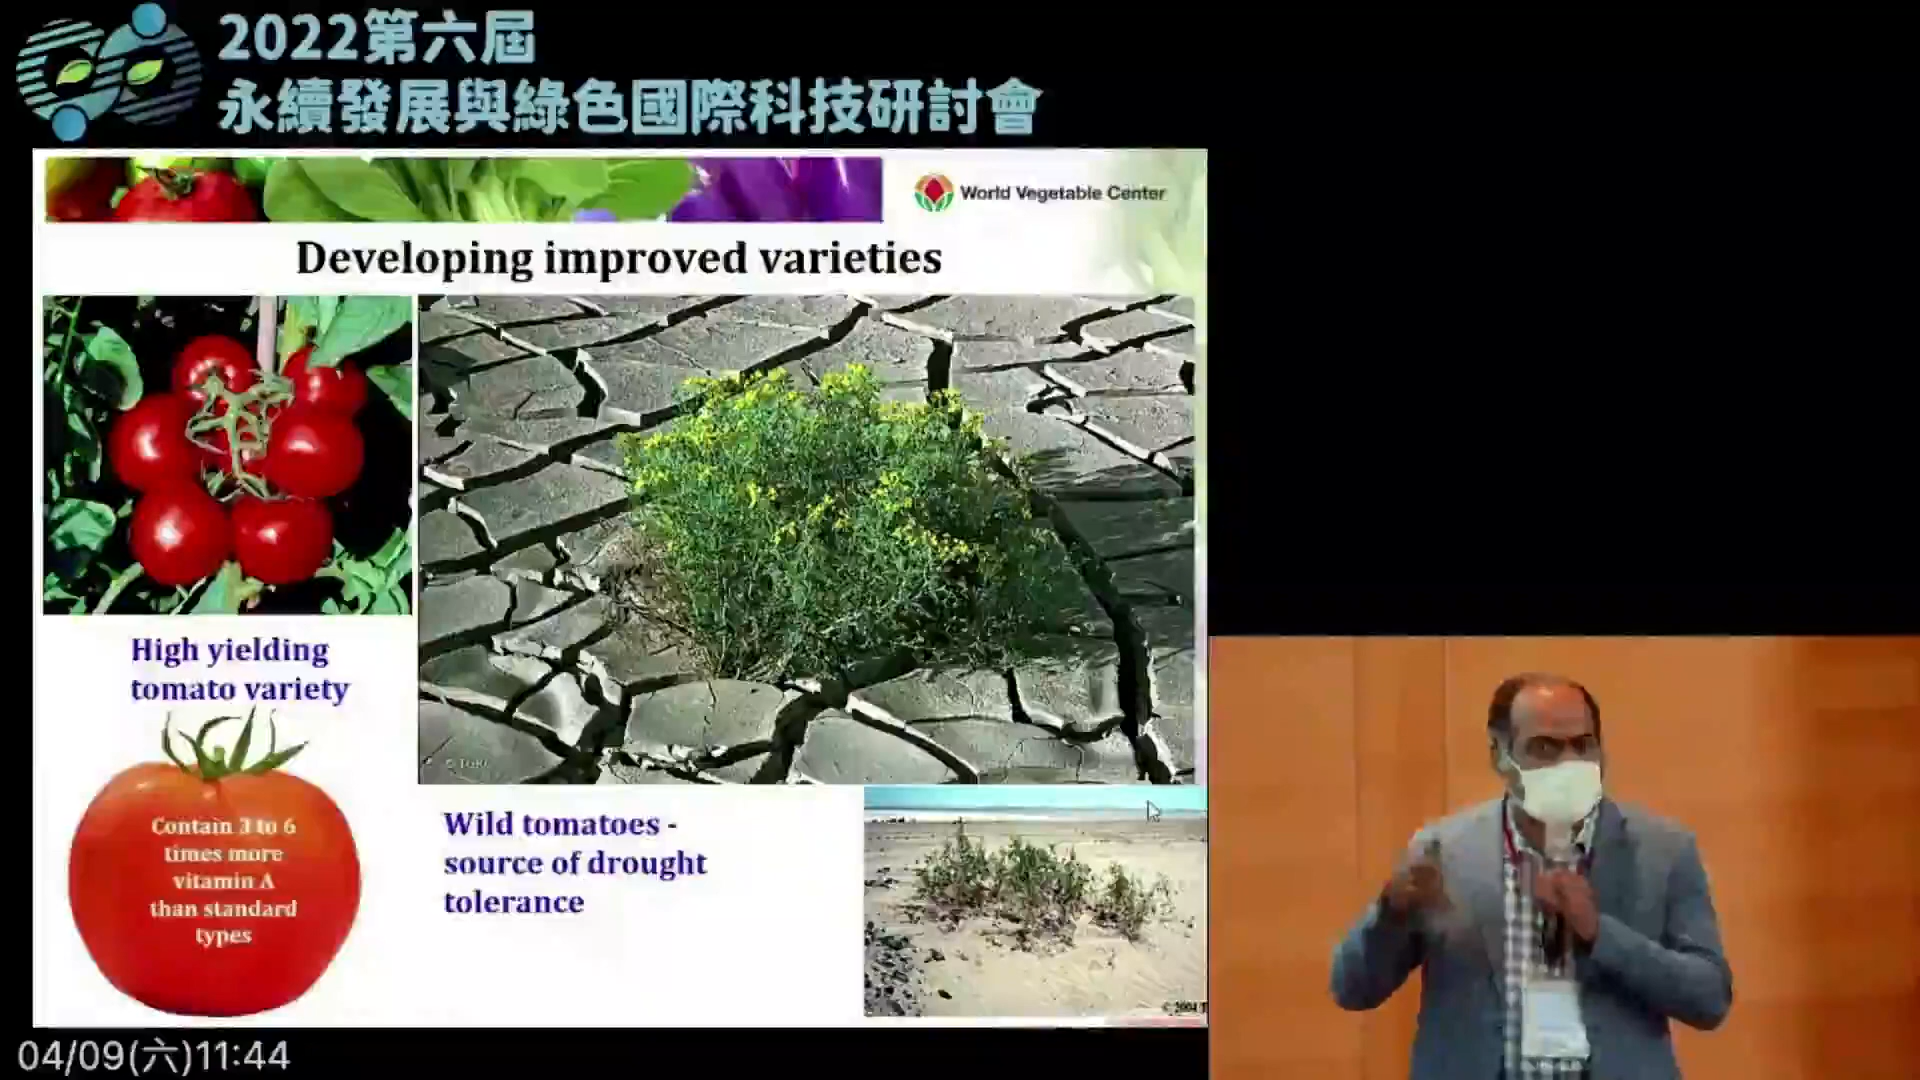 2022第六屆
永續發展與綠色國際科技研討會
World Vegetable Center
Developing improved varieties
High yielding
tomato variety
Contain 3 to 6
times more
vitamin A
than standard
types
Wild tomatoes -
source of drought
tolerance
04/09(六)11:44